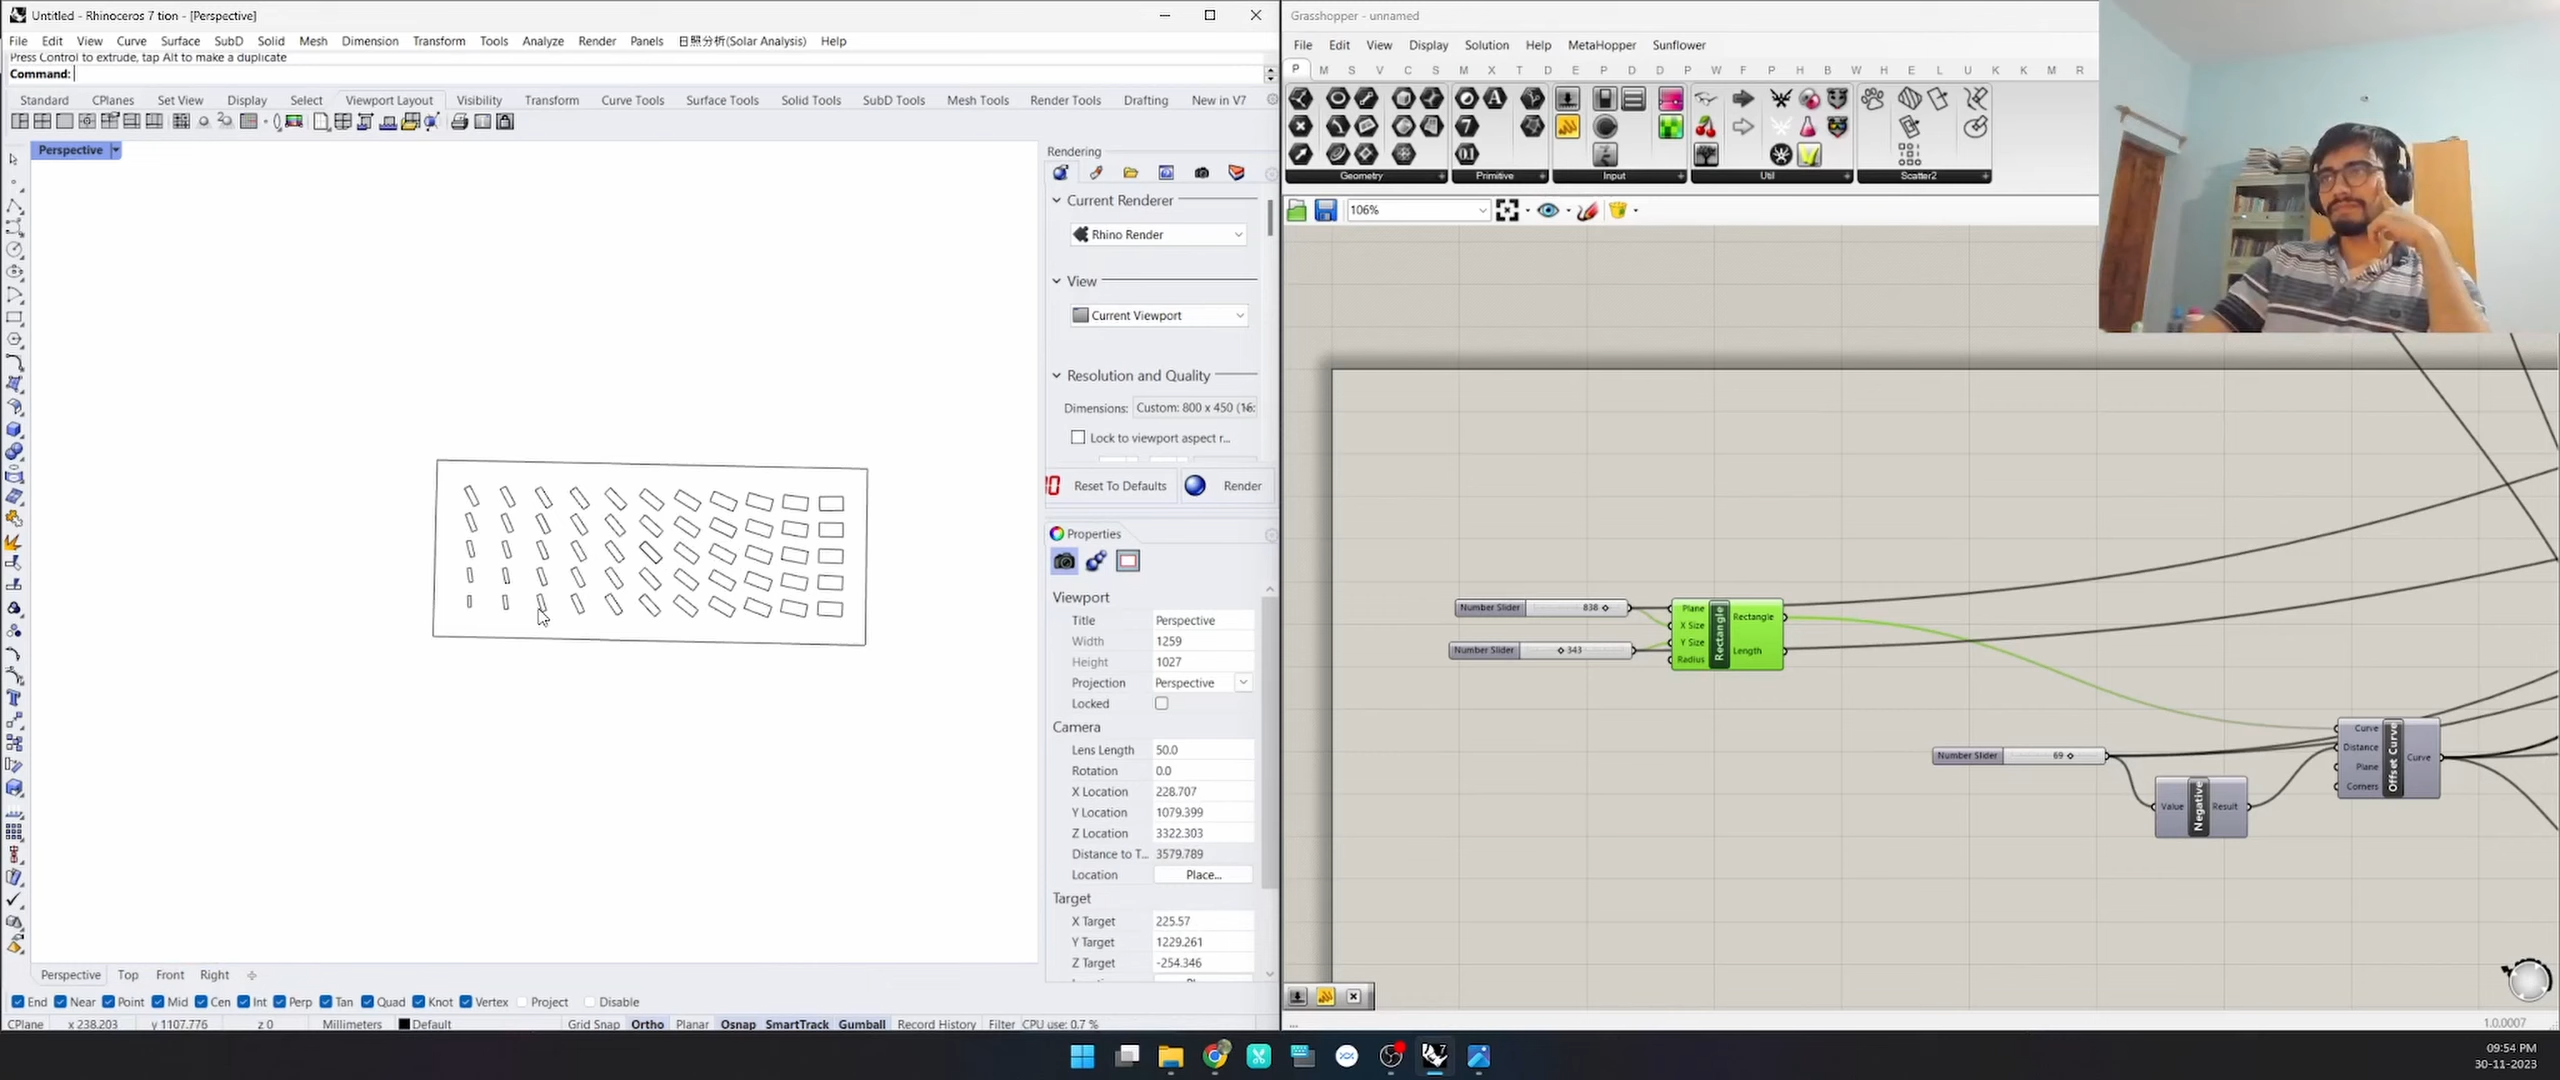 Untitled - Rhinoceros 7 tion - [Perspective]
File Edit View Curve Surface SubD Solid Mesh Dimension Transform Tools Analyze Render Panels 日照分析(Solar Analysis) Help
Press Control to extrude, tap Alt to make a duplicate
Command:
Standard CPlanes Set View Display Select Viewport Layout Visibility Transform Curve Tools Surface Tools Solid Tools SubD Tools Mesh Tools Render Tools Drafting New in V7
Perspective
Rendering
Current Renderer
Rhino Render
View
Current Viewport
Resolution and Quality
Dimensions: Custom: 800 x 450 (16:
Lock to viewport aspect r...
Reset To Defaults Render
Properties
Viewport
Title Perspective
Width 1259
Height 1027
Projection Perspective
Locked
Camera
Lens Length 50.0
Rotation 0.0
X Location 228.707
Y Location 1079.399
Z Location 3322.303
Distance to T... 3579.789
Location Place...
Target
X Target 225.57
Y Target 1229.261
Z Target -254.346
Perspective Top Front Right
End Near Point Mid Cen Int Perp Tan Quad Knot Vertex Project Disable
CPlane x 238.203 y 1107.776 z 0 Millimeters Default Grid Snap Ortho Planar Osnap SmartTrack Gumball Record History Filter CPU use: 0.7 %
Grasshopper - unnamed
File Edit View Display Solution Help MetaHopper Sunflower
P M S V C S M X T D E P D D P W F P H B W H E L U K K M R
Geometry Primitive Input Util Scatter2
106%
Number Slider 838
Number Slider 343
Plane
X Size
Y Size
Radius
Rectangle
Rectangle
Length
Number Slider 69
Value Negative Result
Curve
Distance
Plane
Corners
Offset Curve
Curve
...
1.0.0007
09:54 PM
30-11-2023